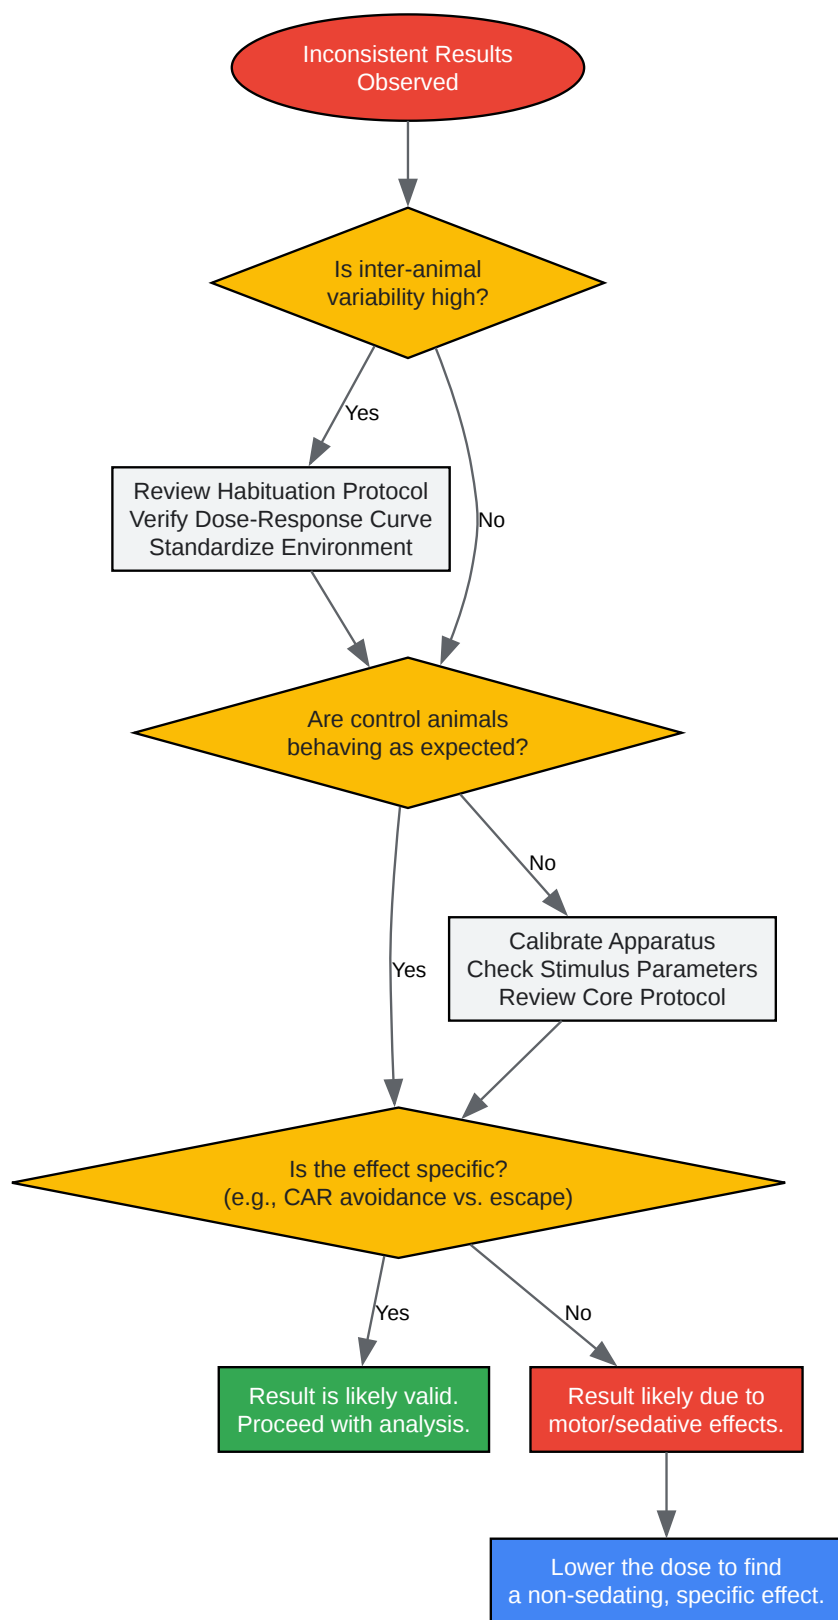 Inconsistent Results
Observed
Is inter-animal
variability high?
Yes
Review Habituation Protocol
Verify Dose-Response Curve
Standardize Environment
No
Are control animals
behaving as expected?
No
Calibrate Apparatus
Check Stimulus Parameters
Review Core Protocol
Yes
Is the effect specific?
(e.g., CAR avoidance vs. escape)
Yes
No
Result is likely valid.
Proceed with analysis.
Result likely due to
motor/sedative effects.
Lower the dose to find
a non-sedating, specific effect.